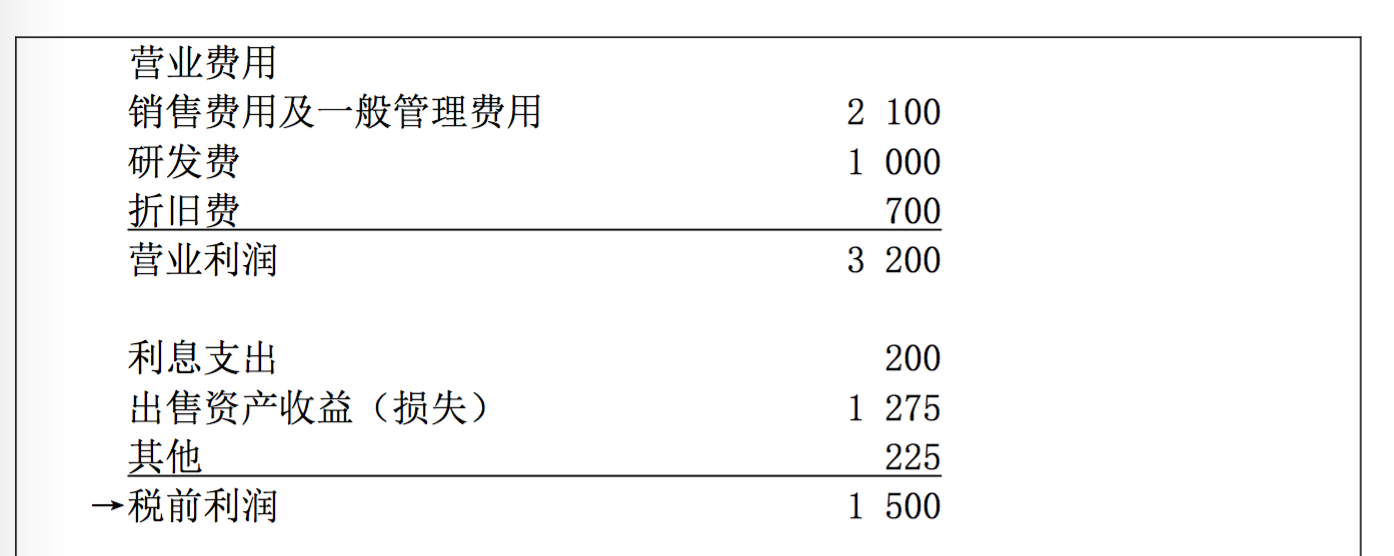 营业费用
销售费用及一般管理费用 2 100
研发费 1 000
折旧费 700
营业利润 3 200
利息支出 200
出售资产收益（损失） 1 275
其他 225
→税前利润 1 500